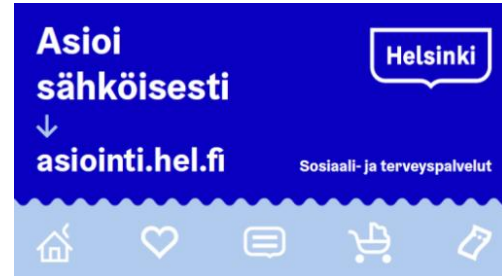 Asioi
sähköisesti
↓
asiointi.hel.fi
Helsinki
Sosiaali- ja terveyspalvelut